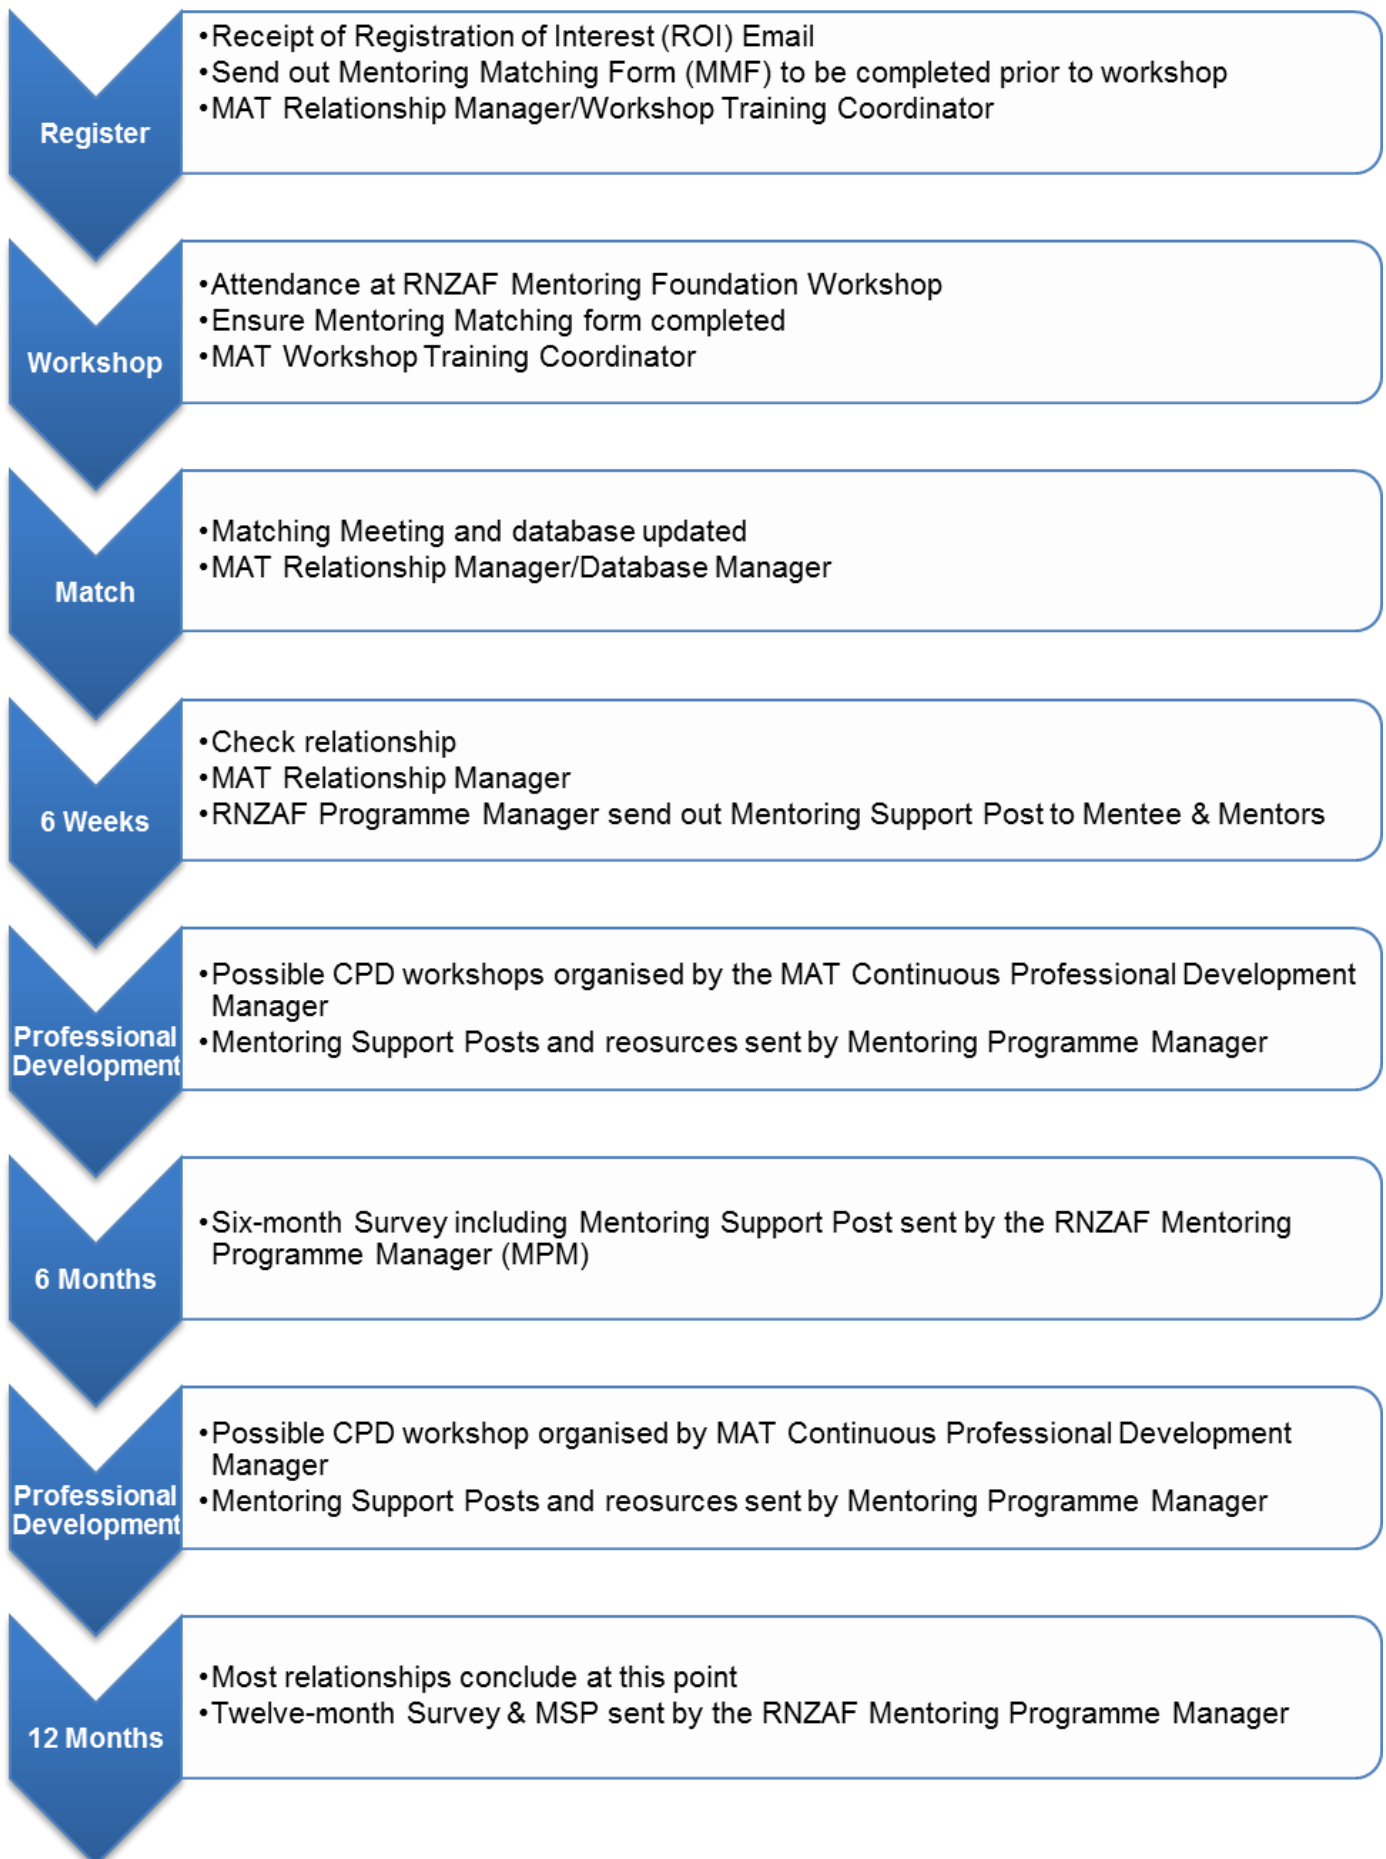 •Receipt of Registration of Interest (ROI) Email
•Send out Mentoring Matching Form (MMF) to be completed prior to workshop
•MAT Relationship Manager/Workshop Training Coordinator
Register
•Attendance at RNZAF Mentoring Foundation Workshop
•Ensure Mentoring Matching form completed
•MAT Workshop Training Coordinator
Workshop
•Matching Meeting and database updated
•MAT Relationship Manager/Database Manager
Match
•Check relationship
•MAT Relationship Manager
•RNZAF Programme Manager send out Mentoring Support Post to Mentee & Mentors
6 Weeks
•Possible CPD workshops organised by the MAT Continuous Professional Development
Manager
•Mentoring Support Posts and reosurces sent by Mentoring Programme Manager
Professional
Development
•Six-month Survey including Mentoring Support Post sent by the RNZAF Mentoring
Programme Manager (MPM)
6 Months
•Possible CPD workshop organised by MAT Continuous Professional Development
Manager
•Mentoring Support Posts and reosurces sent by Mentoring Programme Manager
Professional
Development
•Most relationships conclude at this point
•Twelve-month Survey & MSP sent by the RNZAF Mentoring Programme Manager
12 Months